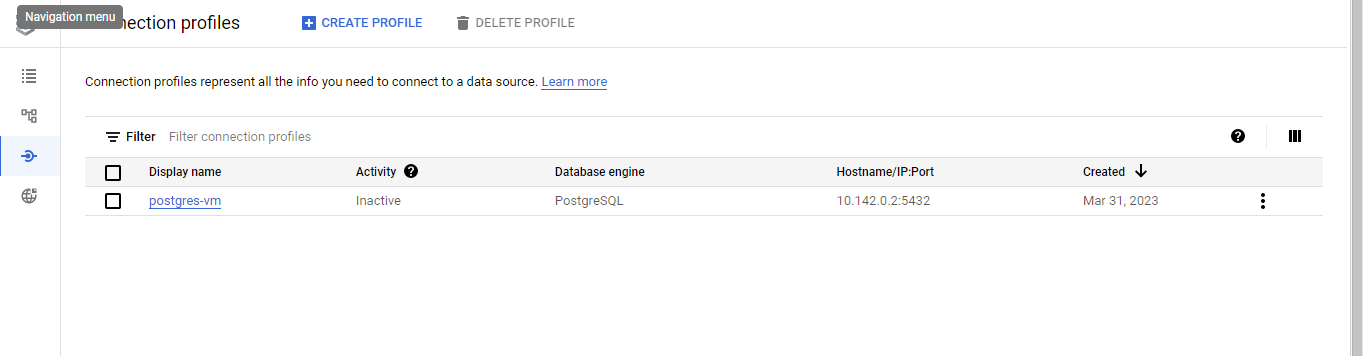 Navigation menu
nection profiles
CREATE PROFILE
DELETE PROFILE
Connection profiles represent all the info you need to connect to a data source. Learn more
Filter Filter connection profiles
Display name Activity Database engine Hostname/IP:Port Created
postgres-vm Inactive PostgreSQL 10.142.0.2:5432 Mar 31, 2023